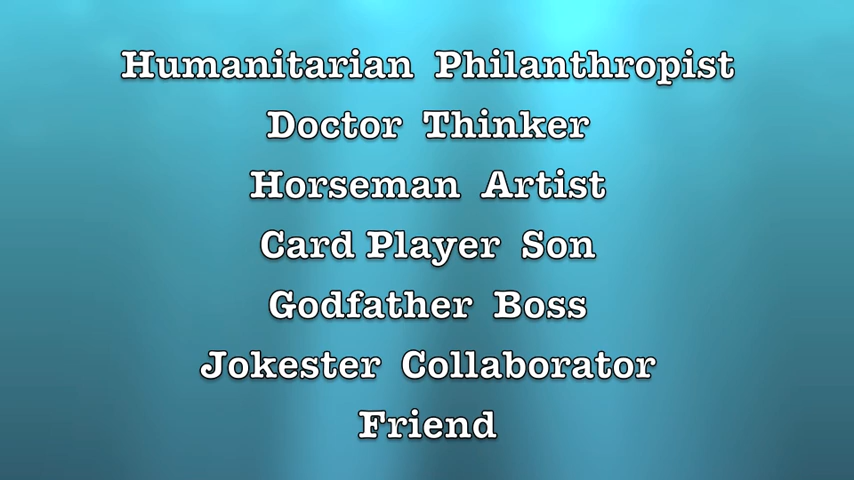 Humanitarian Philanthropist
Doctor Thinker
Horseman Artist
Card Player Son
Godfather Boss
Jokester Collaborator
Friend